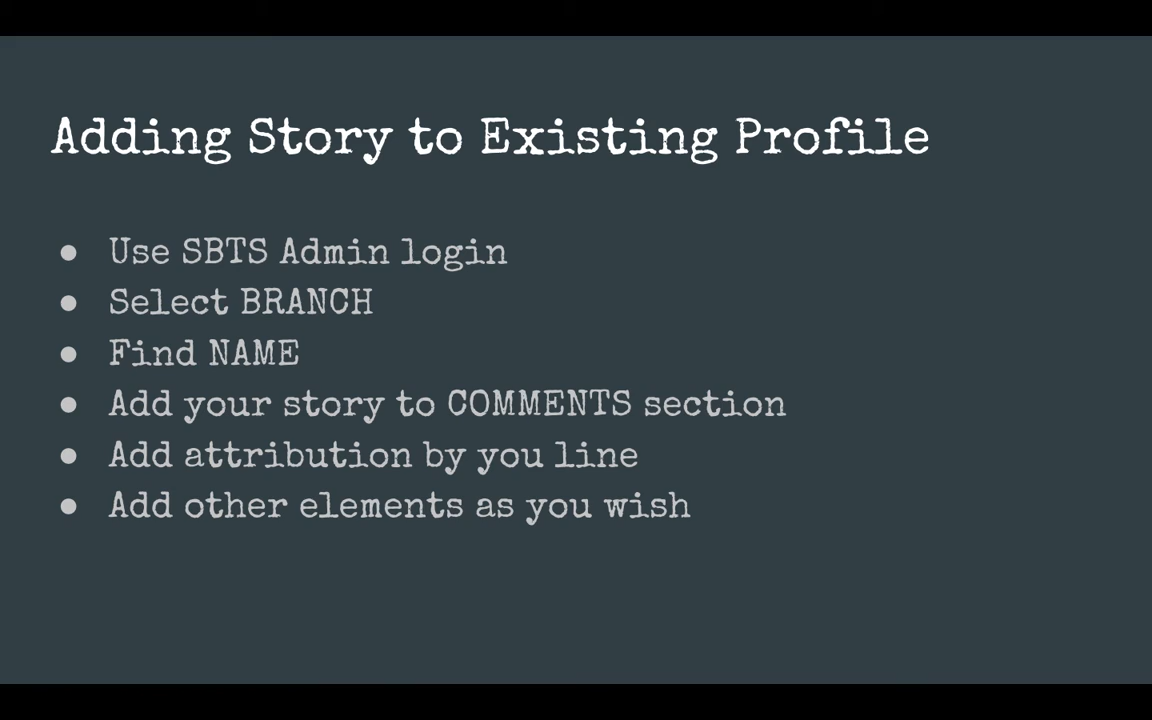 Adding Story to Existing Profile
● Use SBTS Admin login
● Select BRANCH
● Find NAME
● Add your story to COMMENTS section
● Add attribution by you line
● Add other elements as you wish